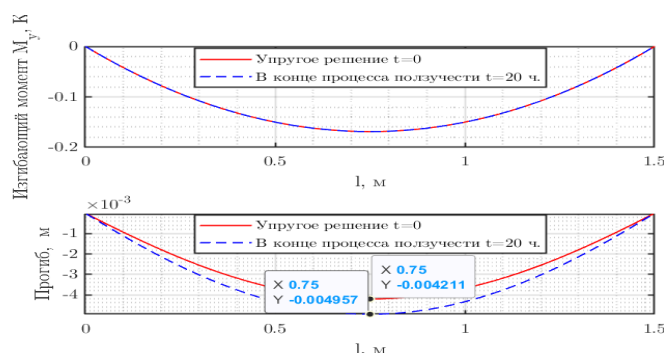 Изгибающий момент M_y, К
0
-0.1
-0.2
Упругое решение t=0
В конце процесса ползучести t=20 ч.
0 0.5 1 1.5
l, м
×10^-3
Прогиб, м
-1
-2
-3
-4
Упругое решение t=0
В конце процесса ползучести t=20 ч.
X 0.75
Y -0.004211
X 0.75
Y -0.004957
0 0.5 1 1.5
l, м